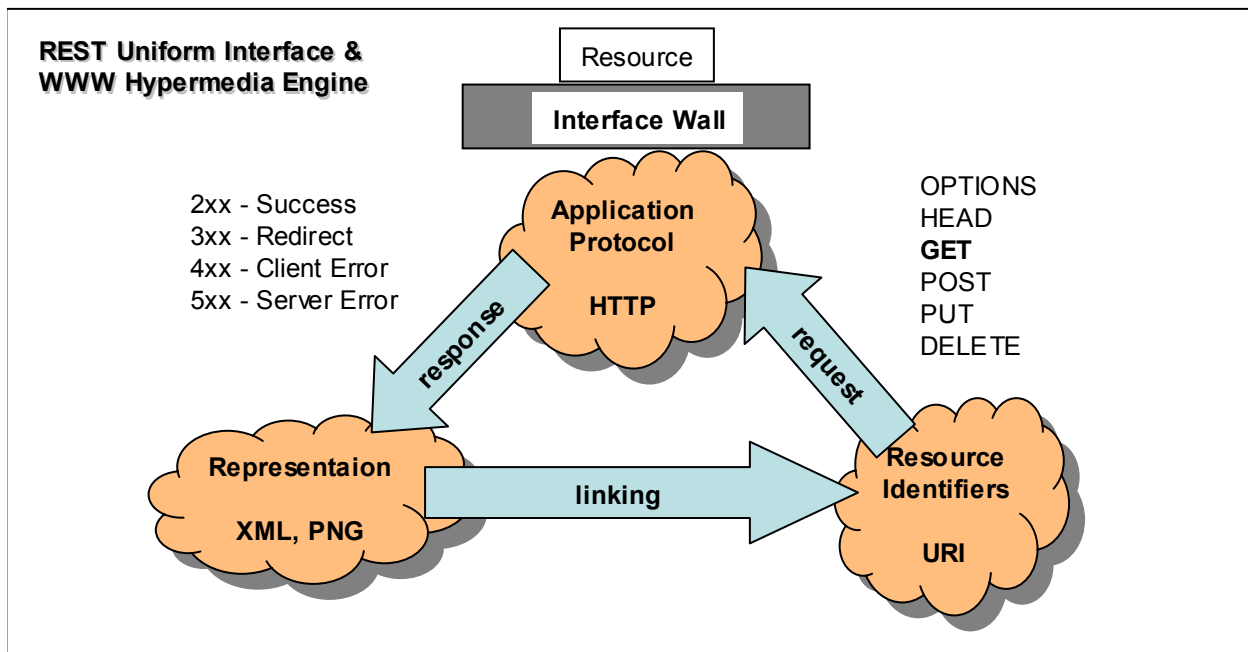 REST Uniform Interface &
WWW Hypermedia Engine
Resource
Interface Wall
2xx - Success
3xx - Redirect
4xx - Client Error
5xx - Server Error
Application
Protocol
HTTP
OPTIONS
HEAD
GET
POST
PUT
DELETE
response
request
Representaion
XML, PNG
linking
Resource
Identifiers
URI